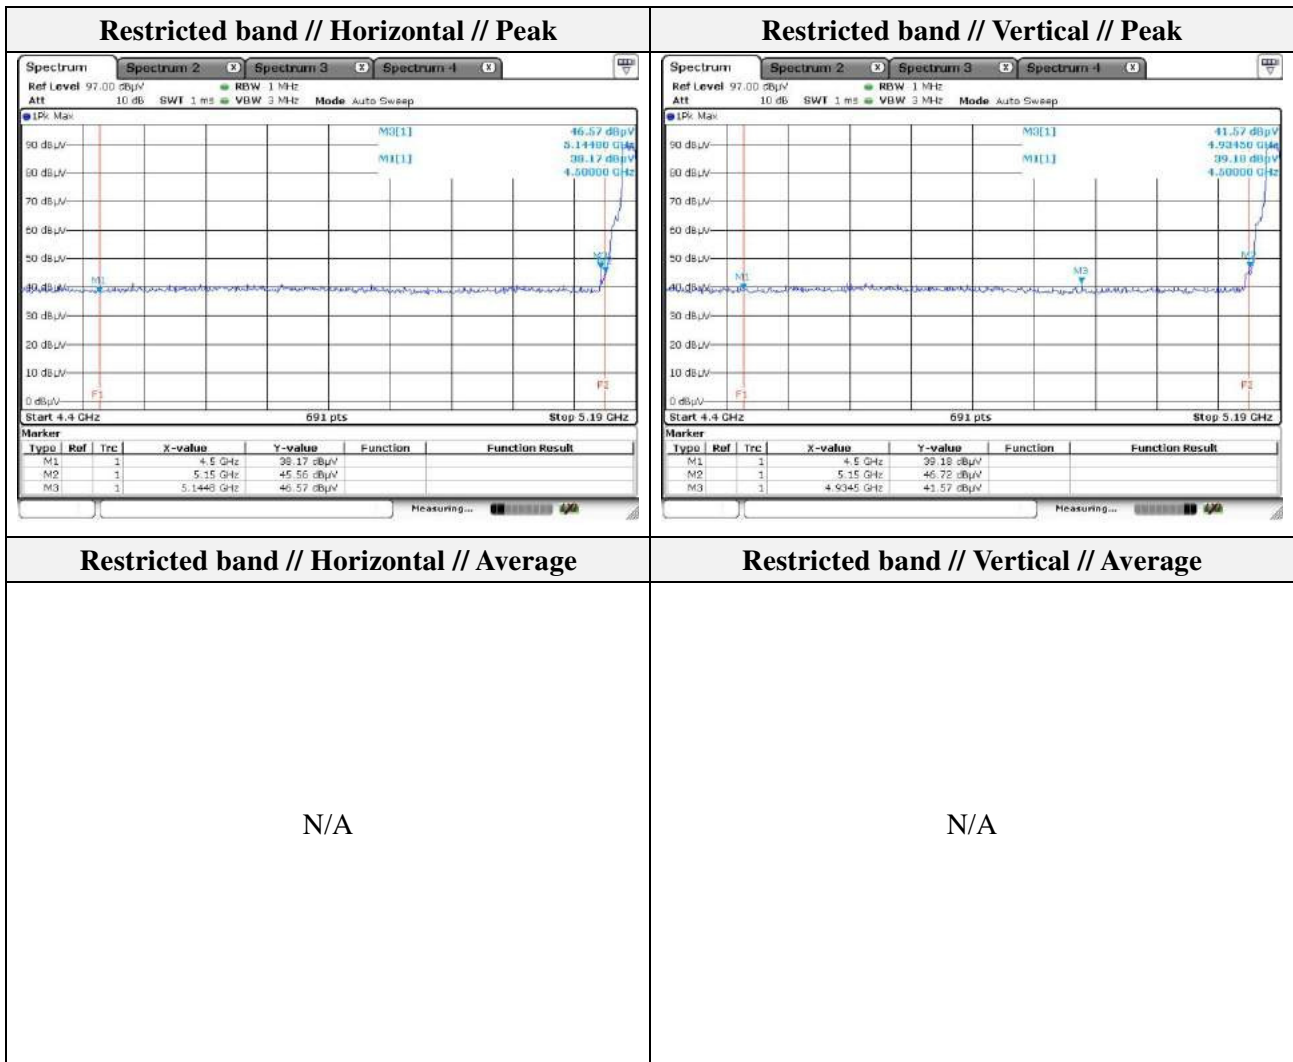 Restricted band // Horizontal // Peak
Spectrum Spectrum 2 Spectrum 3 Spectrum 4
Ref Level 97.00 dBµV RBW 1 MHz
Att 10 dB SWT 1 ms VBW 3 MHz Mode Auto Sweep
1Pk Max
M3[1] 46.57 dBµV
5.14480 GHz
90 dBµV
M1[1] 38.17 dBµV
4.50000 GHz
80 dBµV
70 dBµV
60 dBµV
50 dBµV
M1
40 dBµV
30 dBµV
20 dBµV
10 dBµV
F1 F2
0 dBµV
Start 4.4 GHz 691 pts Stop 5.19 GHz
Marker
Type Ref Trc X-value Y-value Function Function Result
M1 1 4.5 GHz 38.17 dBµV
M2 1 5.15 GHz 45.56 dBµV
M3 1 5.1448 GHz 46.57 dBµV
Measuring...
Restricted band // Vertical // Peak
Spectrum Spectrum 2 Spectrum 3 Spectrum 4
Ref Level 97.00 dBµV RBW 1 MHz
Att 10 dB SWT 1 ms VBW 3 MHz Mode Auto Sweep
1Pk Max
M3[1] 41.57 dBµV
4.93450 GHz
90 dBµV
M1[1] 39.18 dBµV
4.50000 GHz
80 dBµV
70 dBµV
60 dBµV
50 dBµV
M2
M1 M3
40 dBµV
30 dBµV
20 dBµV
10 dBµV
F1 F2
0 dBµV
Start 4.4 GHz 691 pts Stop 5.19 GHz
Marker
Type Ref Trc X-value Y-value Function Function Result
M1 1 4.5 GHz 39.18 dBµV
M2 1 5.15 GHz 46.72 dBµV
M3 1 4.9345 GHz 41.57 dBµV
Measuring...
Restricted band // Horizontal // Average
Restricted band // Vertical // Average
N/A
N/A